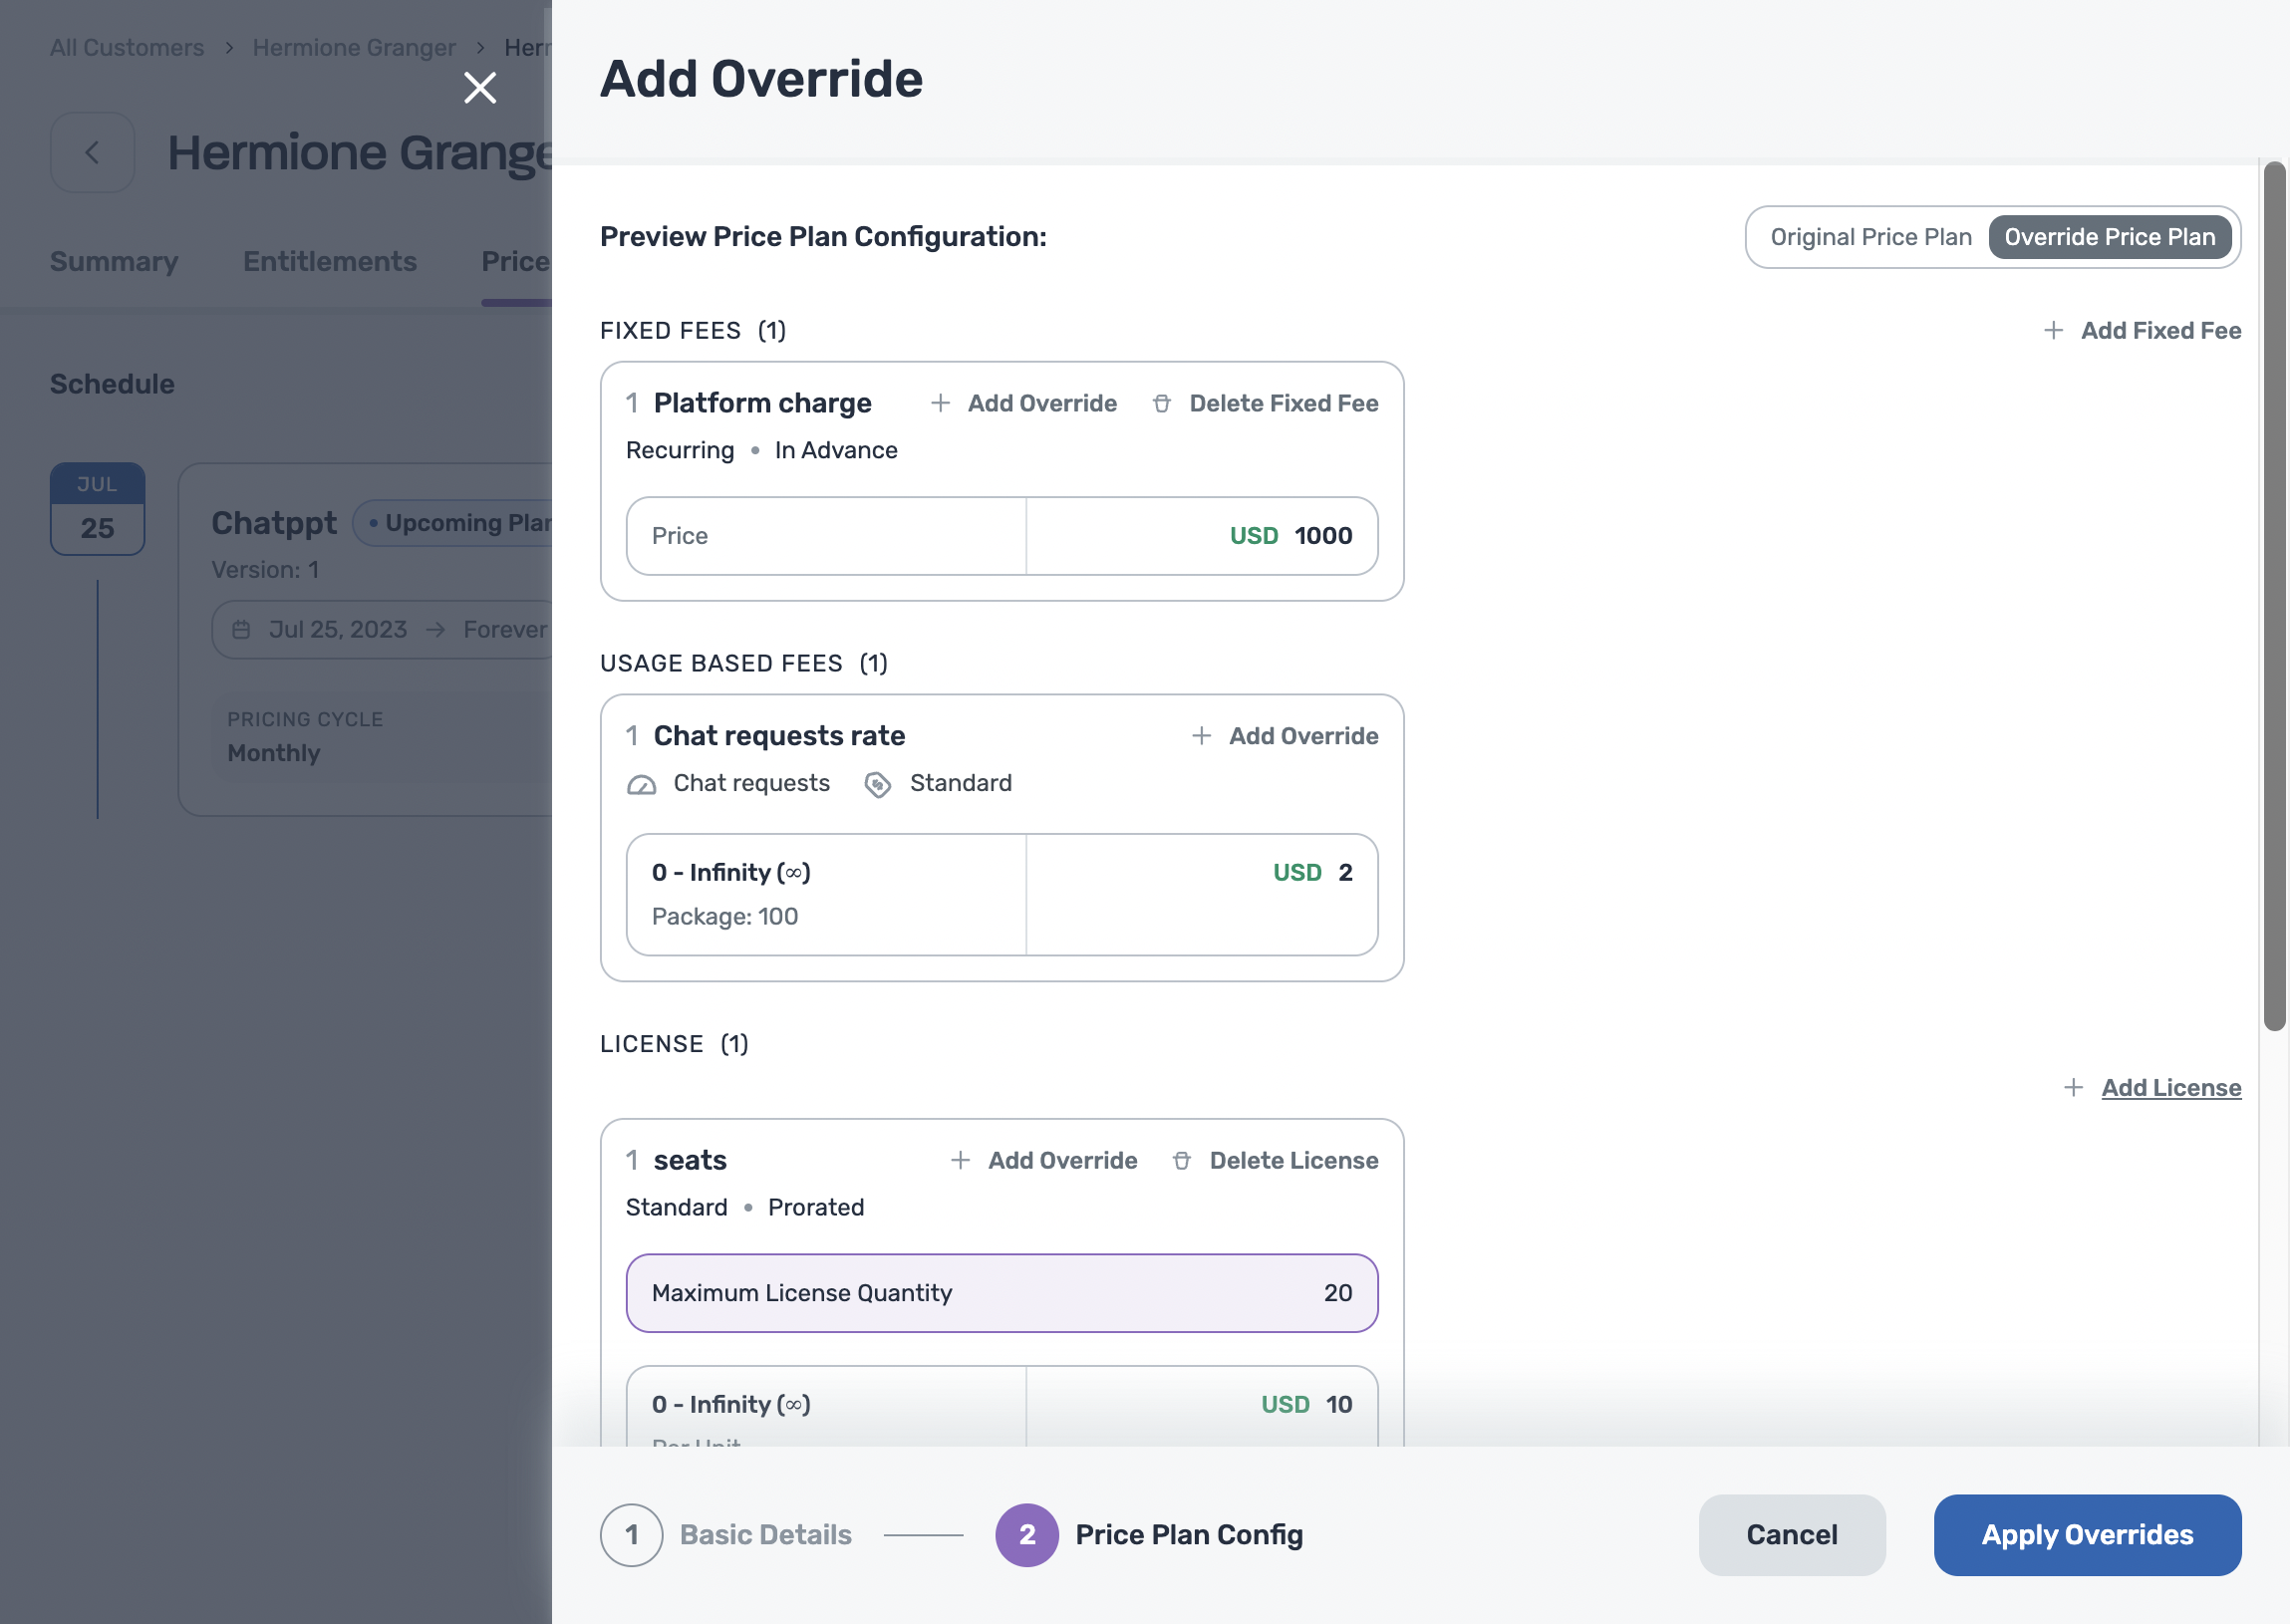 All Customers > Hermione Granger > Her
Hermione Grange
Summary Entitlements Price
Schedule
JUL
25
Chatppt • Upcoming Plan
Version: 1
Jul 25, 2023 → Forever
PRICING CYCLE
Monthly
Add Override
Preview Price Plan Configuration:
Original Price Plan Override Price Plan
FIXED FEES (1)
+ Add Fixed Fee
1 Platform charge + Add Override Delete Fixed Fee
Recurring • In Advance
Price USD 1000
USAGE BASED FEES (1)
1 Chat requests rate + Add Override
Chat requests Standard
0 - Infinity (∞) USD 2
Package: 100
LICENSE (1)
+ Add License
1 seats + Add Override Delete License
Standard • Prorated
Maximum License Quantity 20
0 - Infinity (∞) USD 10
Per Unit
1 Basic Details 2 Price Plan Config
Cancel Apply Overrides